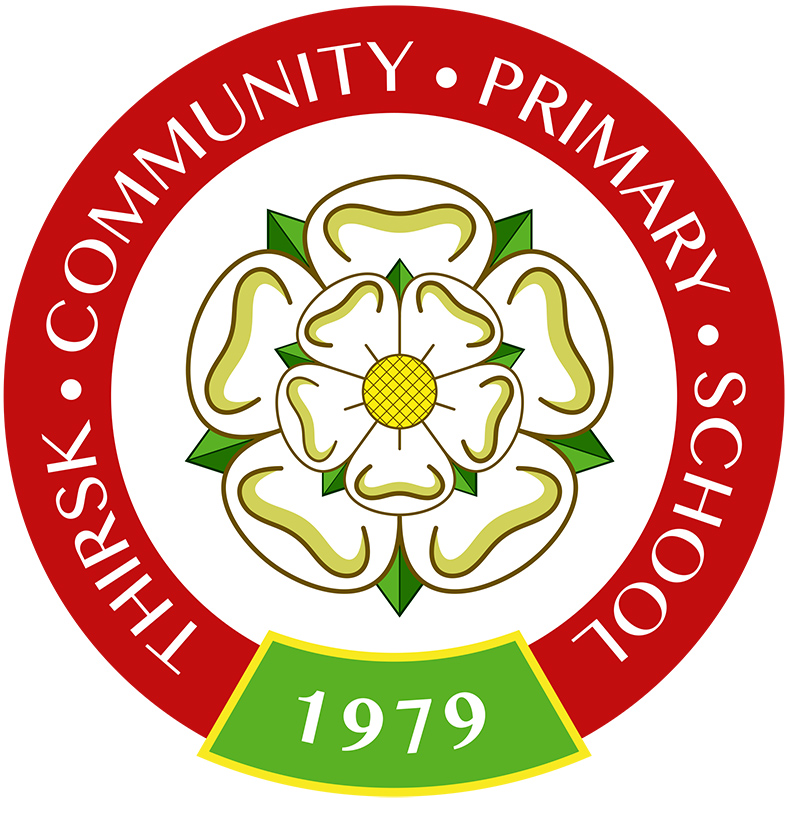 THIRSK • COMMUNITY • PRIMARY • SCHOOL
1979